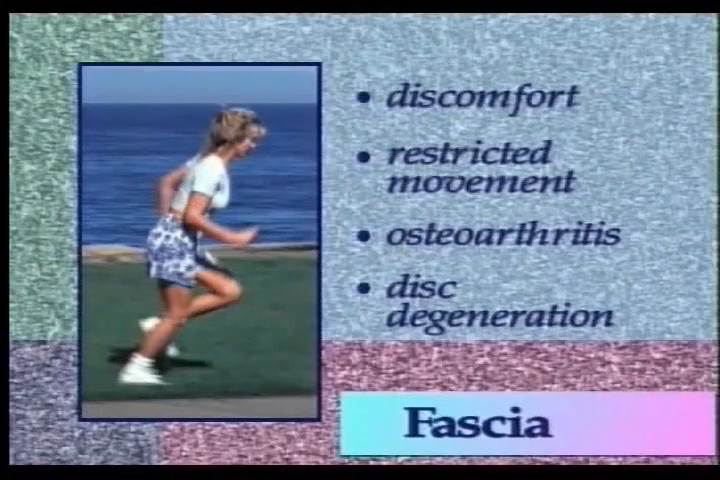 • discomfort
• restricted
movement
• osteoarthritis
• disc
degeneration
Fascia